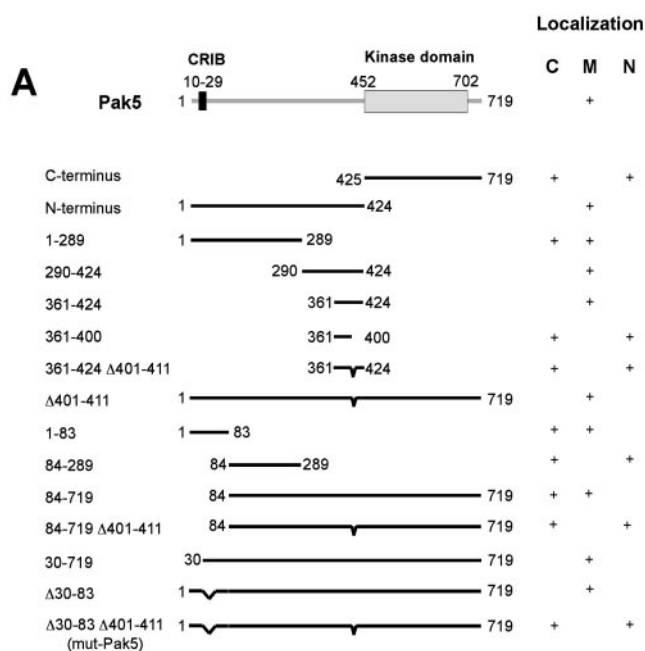 Localization
CRIB Kinase domain C M N
A 10-29 452 702
Pak5 1 719 +
C-terminus 425 719 + +
N-terminus 1 424 +
1-289 1 289 + +
290-424 290 424 +
361-424 361 424 +
361-400 361 400 + +
361-424 Δ401-411 361 424 + +
Δ401-411 1 719 +
1-83 1 83 + +
84-289 84 289 + +
84-719 84 719 + +
84-719 Δ401-411 84 719 + +
30-719 30 719 +
Δ30-83 1 719 +
Δ30-83 Δ401-411 1 719 + +
(mut-Pak5)